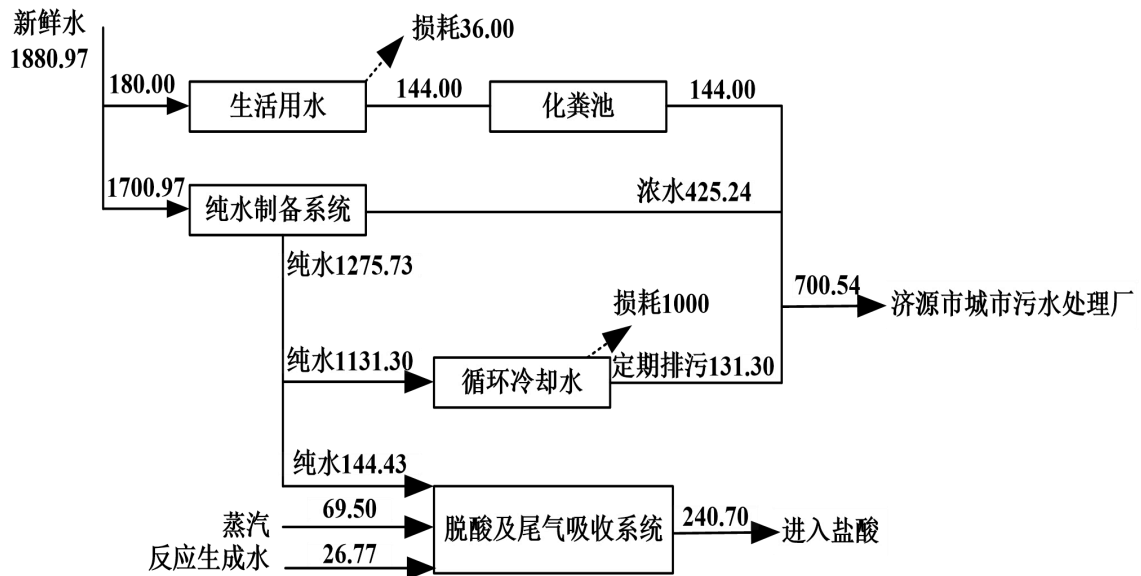 新鲜水
1880.97
损耗36.00
180.00
生活用水
144.00
化粪池
144.00
1700.97
纯水制备系统
浓水425.24
纯水1275.73
700.54
济源市城市污水处理厂
损耗1000
纯水1131.30
循环冷却水
定期排污131.30
纯水144.43
蒸汽
69.50
脱酸及尾气吸收系统
240.70
进入盐酸
反应生成水
26.77